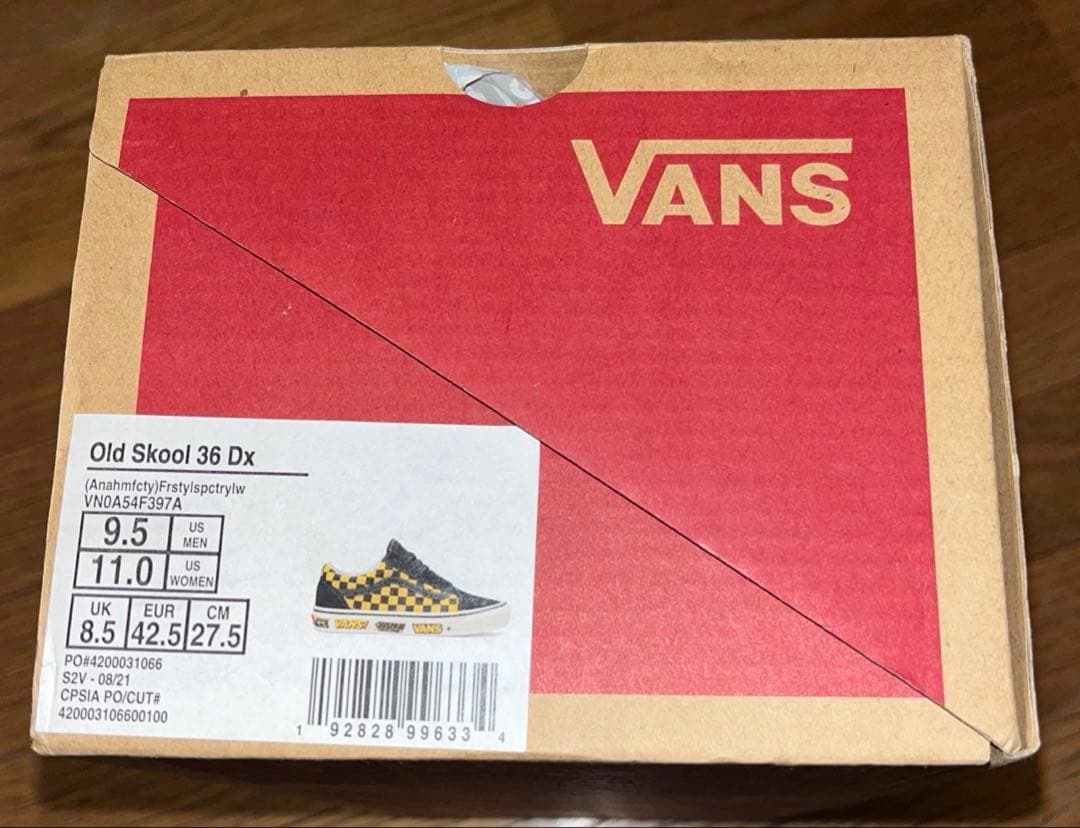 VANS
Old Skool 36 Dx
(Anahmfcty)Frstylspctrylw
VN0A54F397A
9.5 US MEN
11.0 US WOMEN
UK 8.5 EUR 42.5 CM 27.5
PO#4200031066
S2V - 08/21
CPSIA PO/CUT#
420003106600100
VANS! VANS
1 92828 99633 4